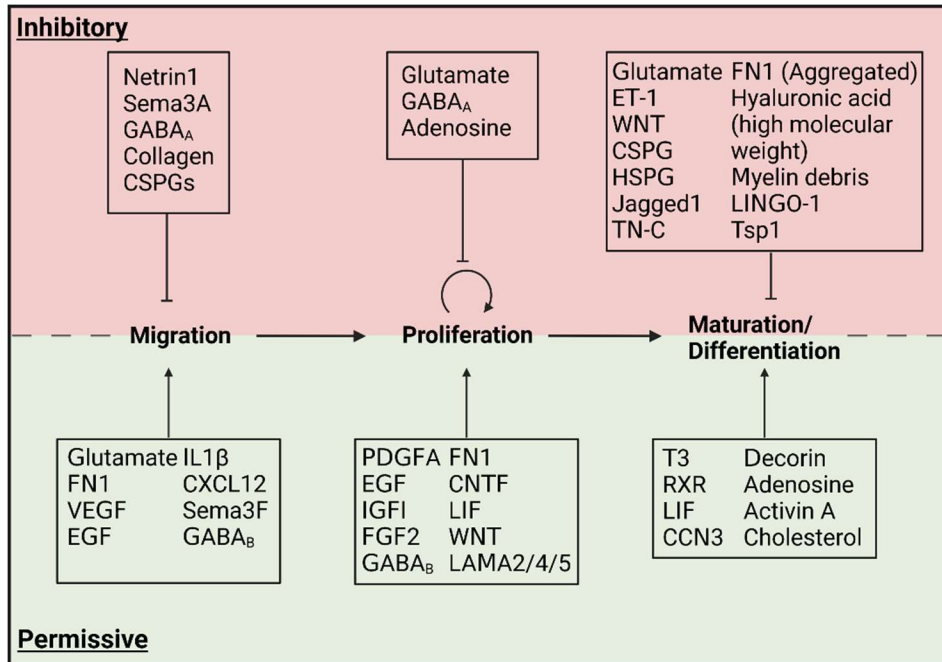 Inhibitory
Netrin1
Sema3A
GABAA
Collagen
CSPGs
Glutamate
GABAA
Adenosine
Glutamate FN1 (Aggregated)
ET-1 Hyaluronic acid
WNT (high molecular
CSPG weight)
HSPG Myelin debris
Jagged1 LINGO-1
TN-C Tsp1
Migration
Proliferation
Maturation/
Differentiation
Glutamate IL1β
FN1 CXCL12
VEGF Sema3F
EGF GABAB
PDGFA FN1
EGF CNTF
IGFI LIF
FGF2 WNT
GABAB LAMA2/4/5
T3 Decorin
RXR Adenosine
LIF Activin A
CCN3 Cholesterol
Permissive